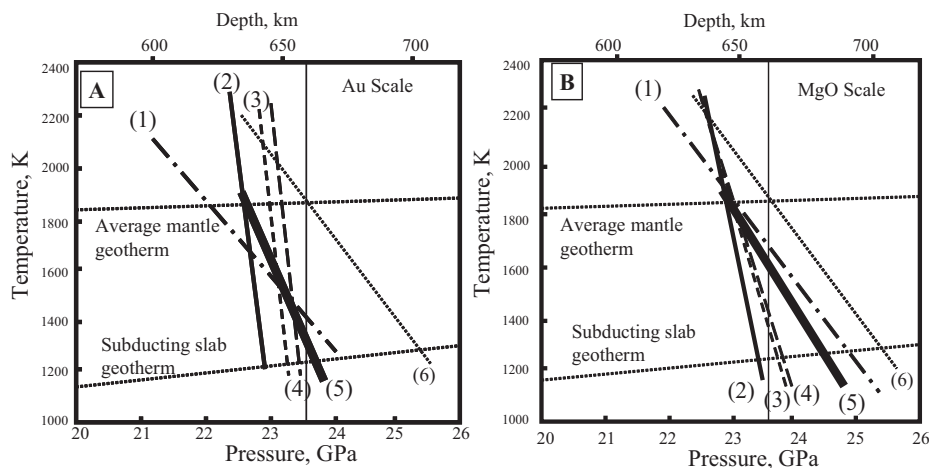 Depth, km
600
650
700
2400
2200
2000
1800
1600
1400
1200
1000
Temperature, K
A
Au Scale
(1)
(2)
(3)
(4)
(5)
(6)
Average mantle
geotherm
Subducting slab
geotherm
20
21
22
23
24
25
26
Pressure, GPa
Depth, km
600
650
700
2400
2200
2000
1800
1600
1400
1200
1000
Temperature, K
B
MgO Scale
(1)
Average mantle
geotherm
Subducting slab
geotherm
(2)
(3)
(4)
(5)
(6)
20
21
22
23
24
25
26
Pressure, GPa